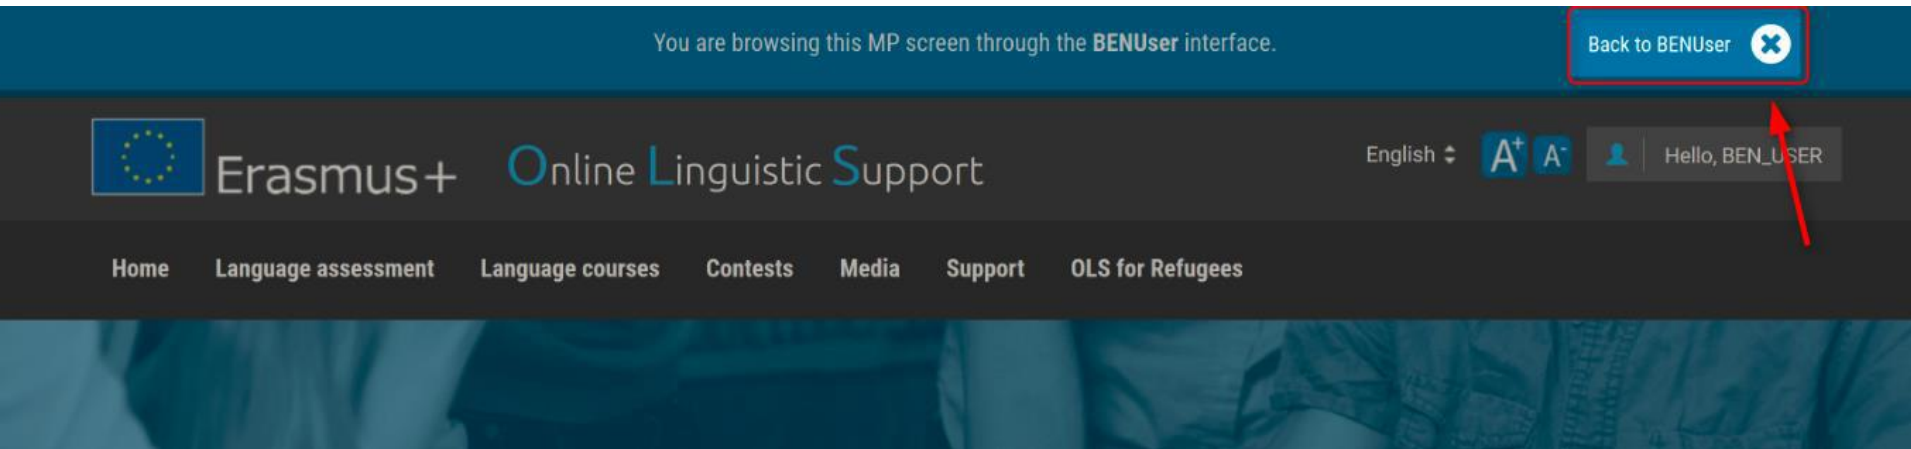 You are browsing this MP screen through the BENUser interface.
Back to BENUser
Erasmus+ Online Linguistic Support
English A+ A- Hello, BEN_USER
Home Language assessment Language courses Contests Media Support OLS for Refugees